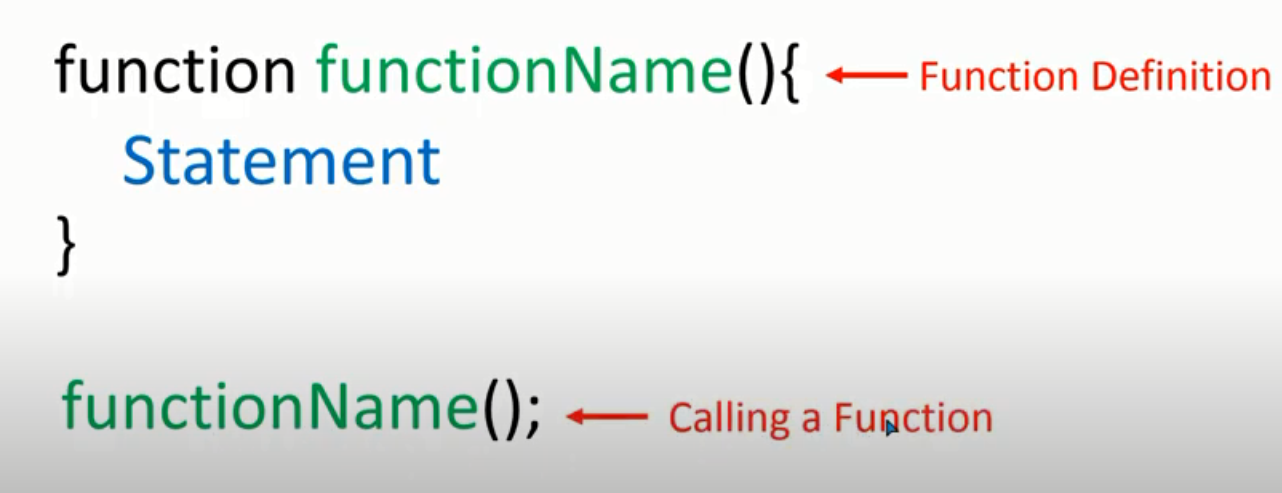 function functionName(){ Function Definition
Statement
}
functionName(); Calling a Function